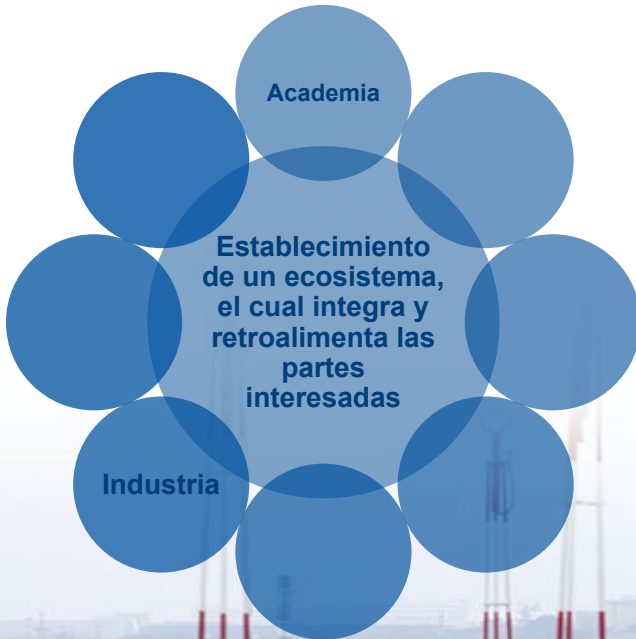 Academia
Establecimiento
de un ecosistema,
el cual integra y
retroalimenta las
partes
interesadas
Industria